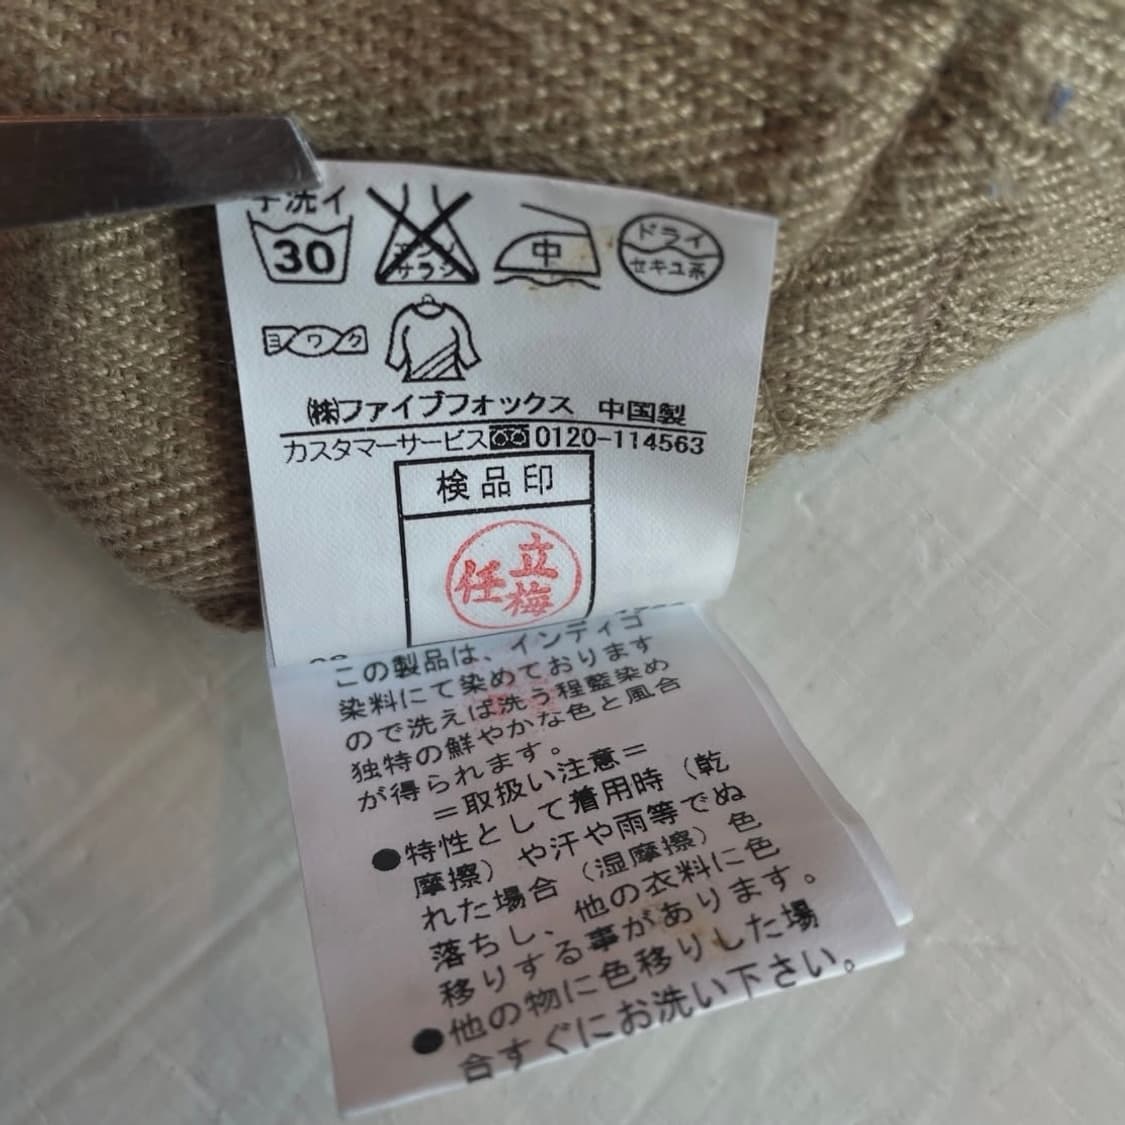 手洗イ
30
エンソ
サラシ
中
ドライ
セキユ系
ヨワク
(株)ファイブフォックス 中国製
カスタマーサービス 0120-114563
検品印
立梅
任
この製品は、インディゴ
染料にて染めております
ので洗えば洗う程藍染め
独特の鮮やかな色と風合
が得られます。
=取扱い注意=
●特性として着用時（乾
摩擦）や汗や雨等でぬ
れた場合（湿摩擦）色
落ちし、他の衣料に色
移りする事があります。
●他の物に色移りした場
合すぐにお洗い下さい。